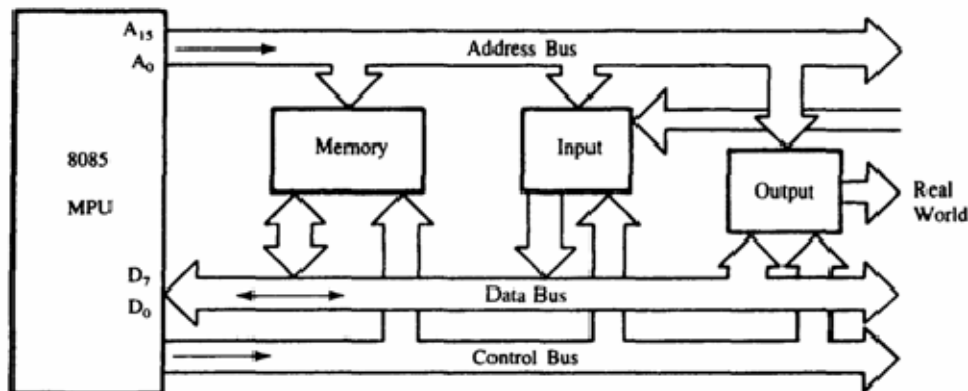 A15
Address Bus
A0
Memory
Input
8085
MPU
Output
Real
World
D7
Data Bus
D0
Control Bus